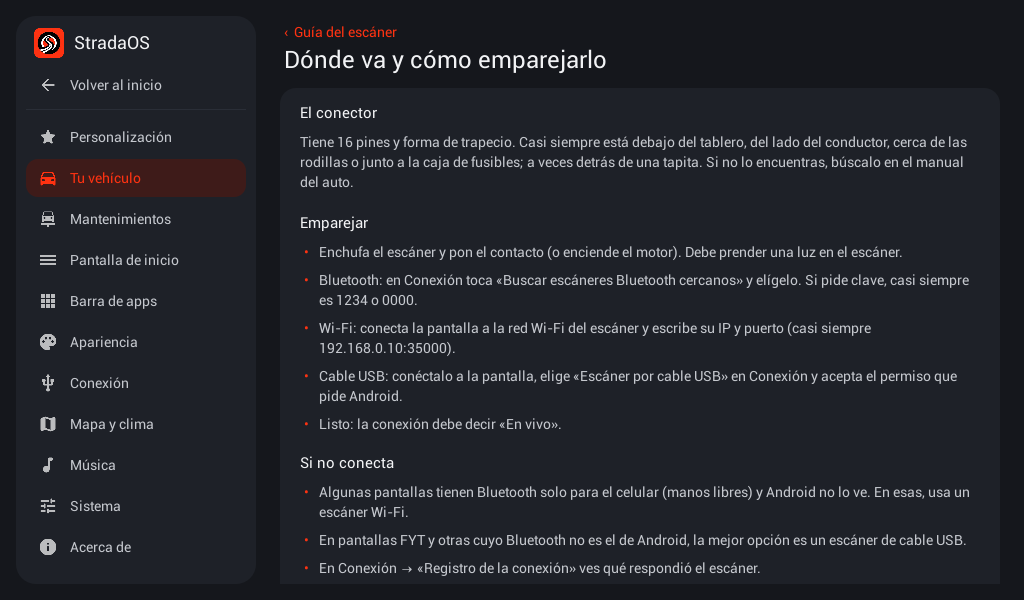 StradaOS
Volver al inicio
Personalización
Tu vehículo
Mantenimientos
Pantalla de inicio
Barra de apps
Apariencia
Conexión
Mapa y clima
Música
Sistema
Acerca de
‹ Guía del escáner
Dónde va y cómo emparejarlo
El conector
Tiene 16 pines y forma de trapecio. Casi siempre está debajo del tablero, del lado del conductor, cerca de las
rodillas o junto a la caja de fusibles; a veces detrás de una tapita. Si no lo encuentras, búscalo en el manual
del auto.
Emparejar
• Enchufa el escáner y pon el contacto (o enciende el motor). Debe prender una luz en el escáner.
• Bluetooth: en Conexión toca «Buscar escáneres Bluetooth cercanos» y elígelo. Si pide clave, casi siempre
es 1234 o 0000.
• Wi-Fi: conecta la pantalla a la red Wi-Fi del escáner y escribe su IP y puerto (casi siempre
192.168.0.10:35000).
• Cable USB: conéctalo a la pantalla, elige «Escáner por cable USB» en Conexión y acepta el permiso que
pide Android.
• Listo: la conexión debe decir «En vivo».
Si no conecta
• Algunas pantallas tienen Bluetooth solo para el celular (manos libres) y Android no lo ve. En esas, usa un
escáner Wi-Fi.
• En pantallas FYT y otras cuyo Bluetooth no es el de Android, la mejor opción es un escáner de cable USB.
• En Conexión → «Registro de la conexión» ves qué respondió el escáner.